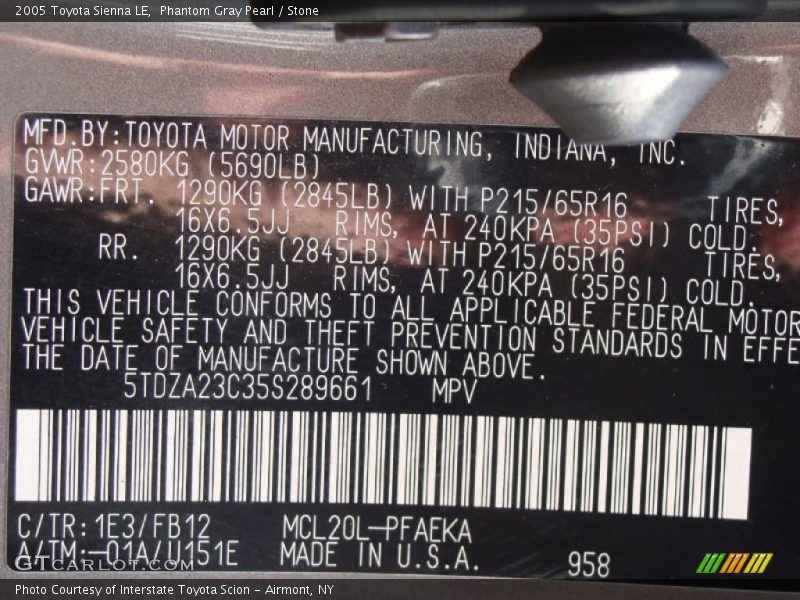 2005 Toyota Sienna LE,  Phantom Gray Pearl / Stone
MFD.BY:TOYOTA MOTOR MANUFACTURING, INDIANA, INC.
GVWR:2580KG (5690LB)
GAWR:FRT. 1290KG (2845LB) WITH P215/65R16 TIRES,
16X6.5JJ RIMS, AT 240KPA (35PSI) COLD.
RR. 1290KG (2845LB) WITH P215/65R16 TIRES,
16X6.5JJ RIMS, AT 240KPA (35PSI) COLD.
THIS VEHICLE CONFORMS TO ALL APPLICABLE FEDERAL MOTOR
VEHICLE SAFETY AND THEFT PREVENTION STANDARDS IN EFFE
THE DATE OF MANUFACTURE SHOWN ABOVE.
5TDZA23C35S289661 MPV
C/TR:1E3/FB12 MCL20L-PFAEKA
A/TM:-01A/U151E MADE IN U.S.A. 958
GTCarLot.com
Photo Courtesy of Interstate Toyota Scion - Airmont, NY